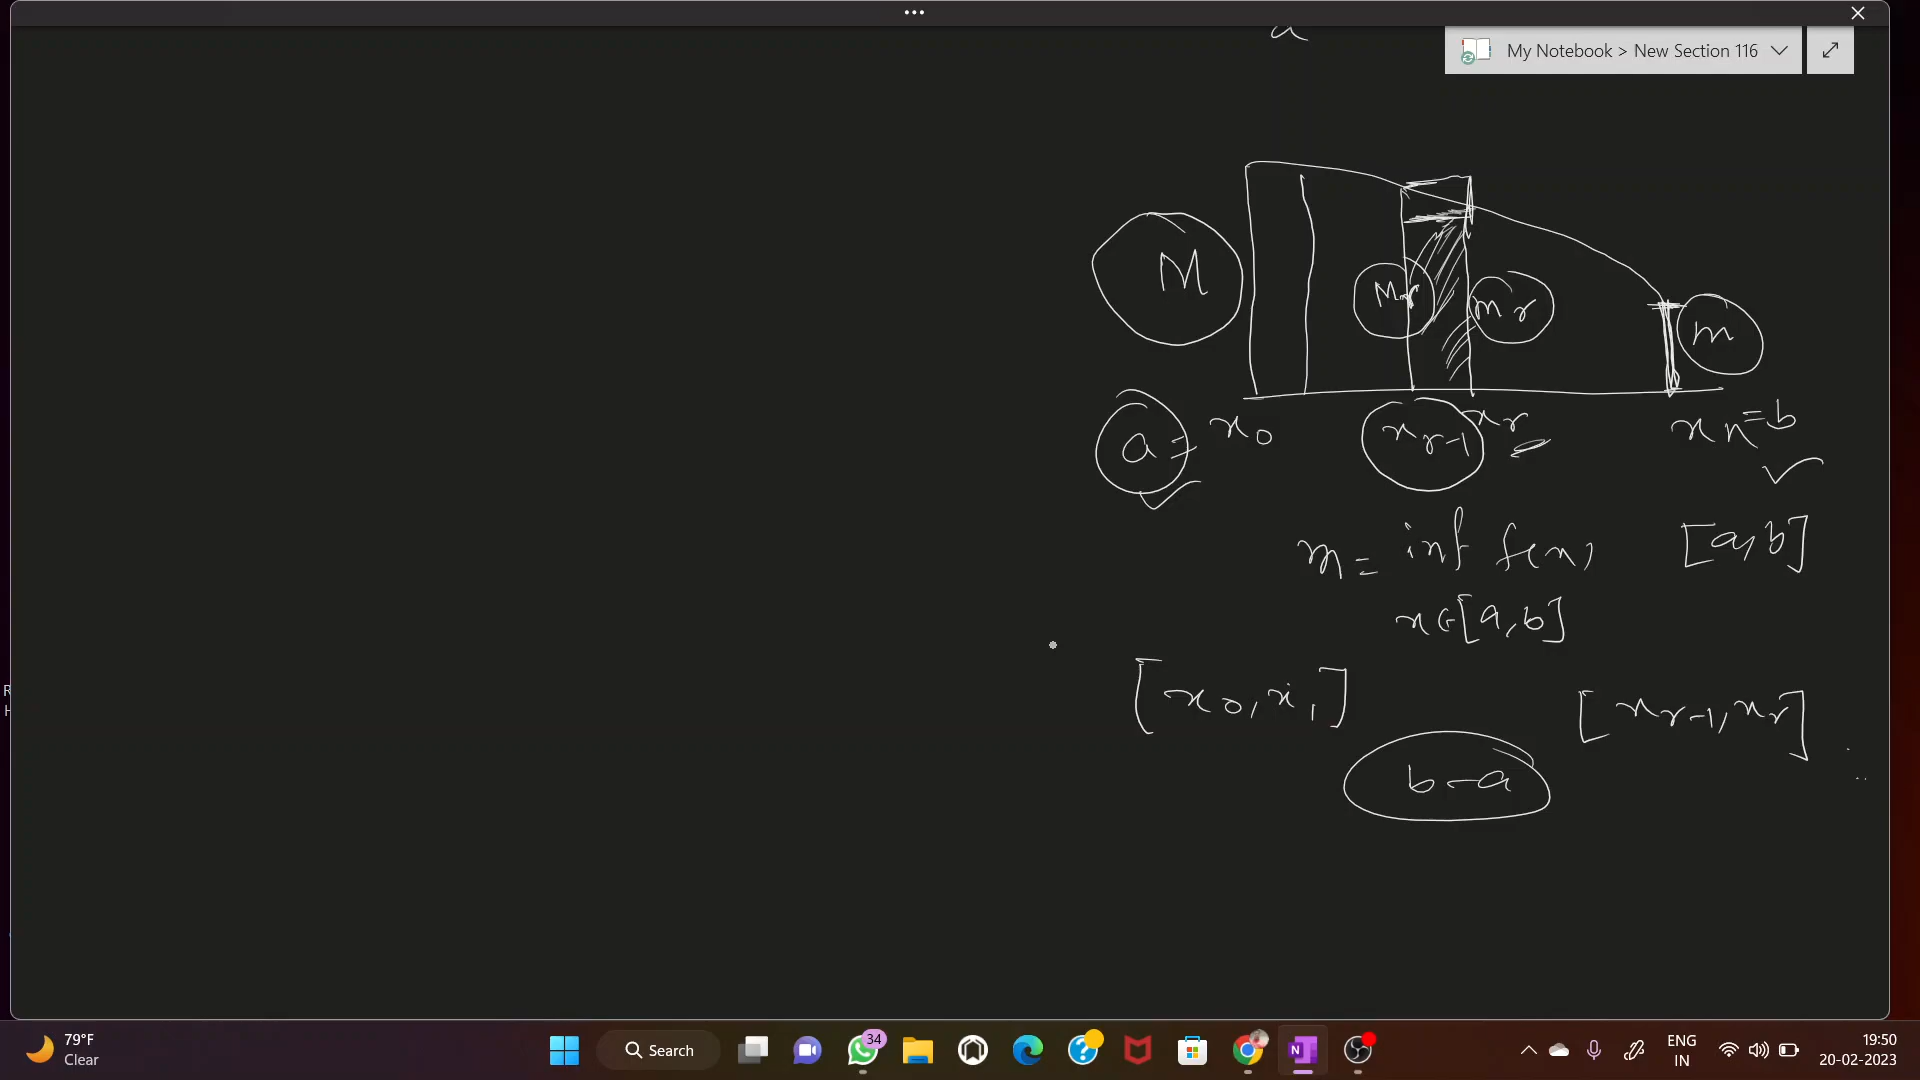 a
My Notebook > New Section 116
M
Mr
mr
m
a = x0
xr-1
xr
xn = b
m = inf f(x)
[a, b]
x ∈ [a, b]
[x0, x1]
[xr-1, xr]
b - a
R
H
79°F
Clear
Search
34
ENG
IN
19:50
20-02-2023